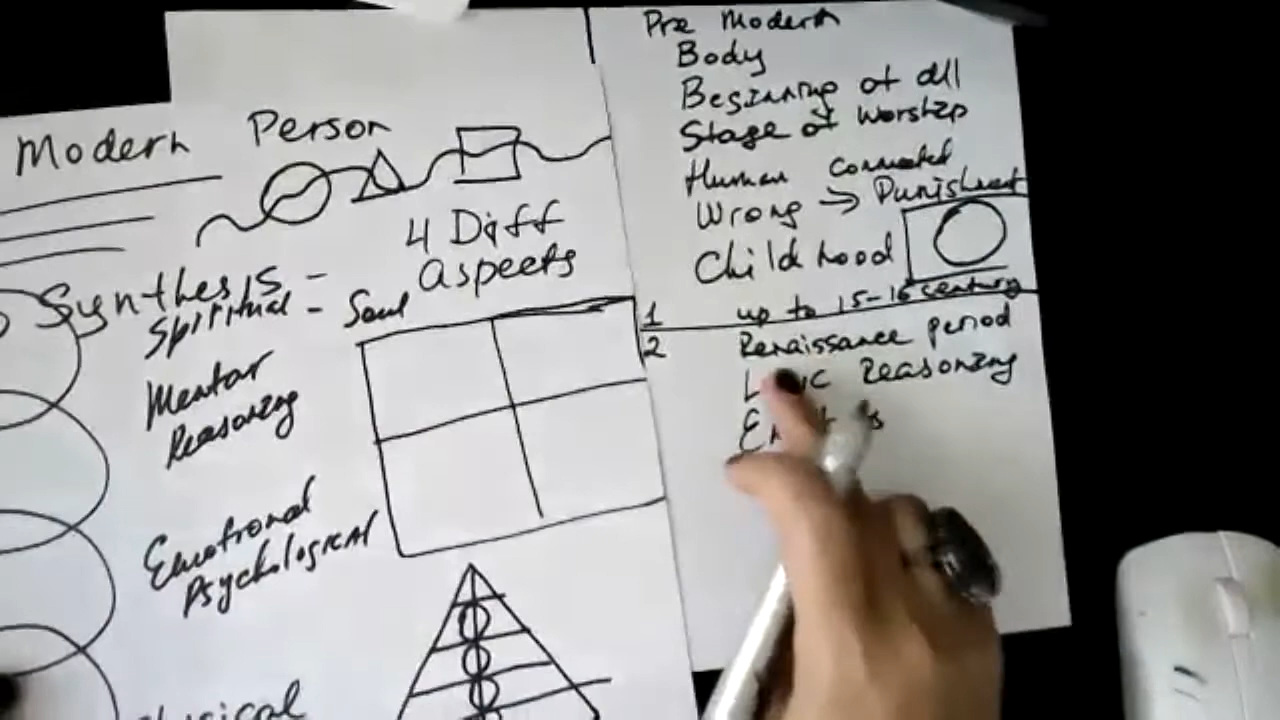 Modern Person
4 Diff
Aspects
Synthesis -
Spiritual - Soul
Mental
Reasoning
Emotional
Psychological
Pre Modern
Body
Beginning of all
Stage of Worship
Human connected
Wrong → Punishment
Childhood
1 up to 15-16 century
2 Renaissance period
Reasoning